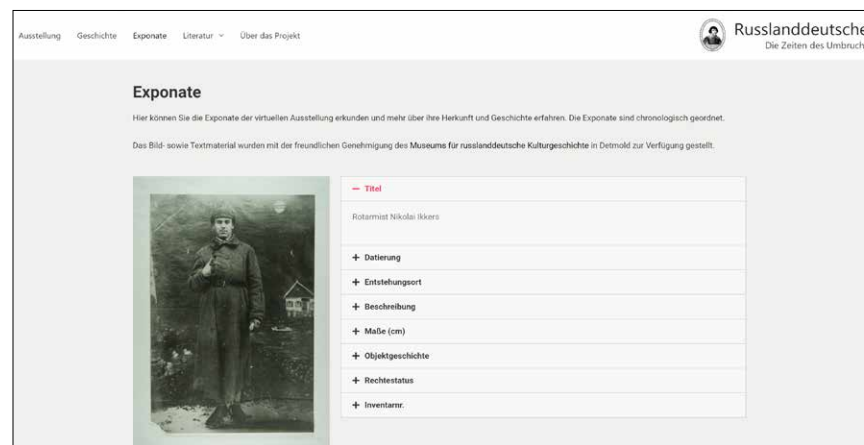 Ausstellung Geschichte Exponate Literatur Über das Projekt
Russlanddeutsche
Die Zeiten des Umbruch
Exponate
Hier können Sie die Exponate der virtuellen Ausstellung erkunden und mehr über ihre Herkunft und Geschichte erfahren. Die Exponate sind chronologisch geordnet.
Das Bild- sowie Textmaterial wurden mit der freundlichen Genehmigung des Museums für russlanddeutsche Kulturgeschichte in Detmold zur Verfügung gestellt.
− Titel
Rotarmist Nikolai Ikkers
+ Datierung
+ Entstehungsort
+ Beschreibung
+ Maße (cm)
+ Objektgeschichte
+ Rechtestatus
+ Inventarnr.